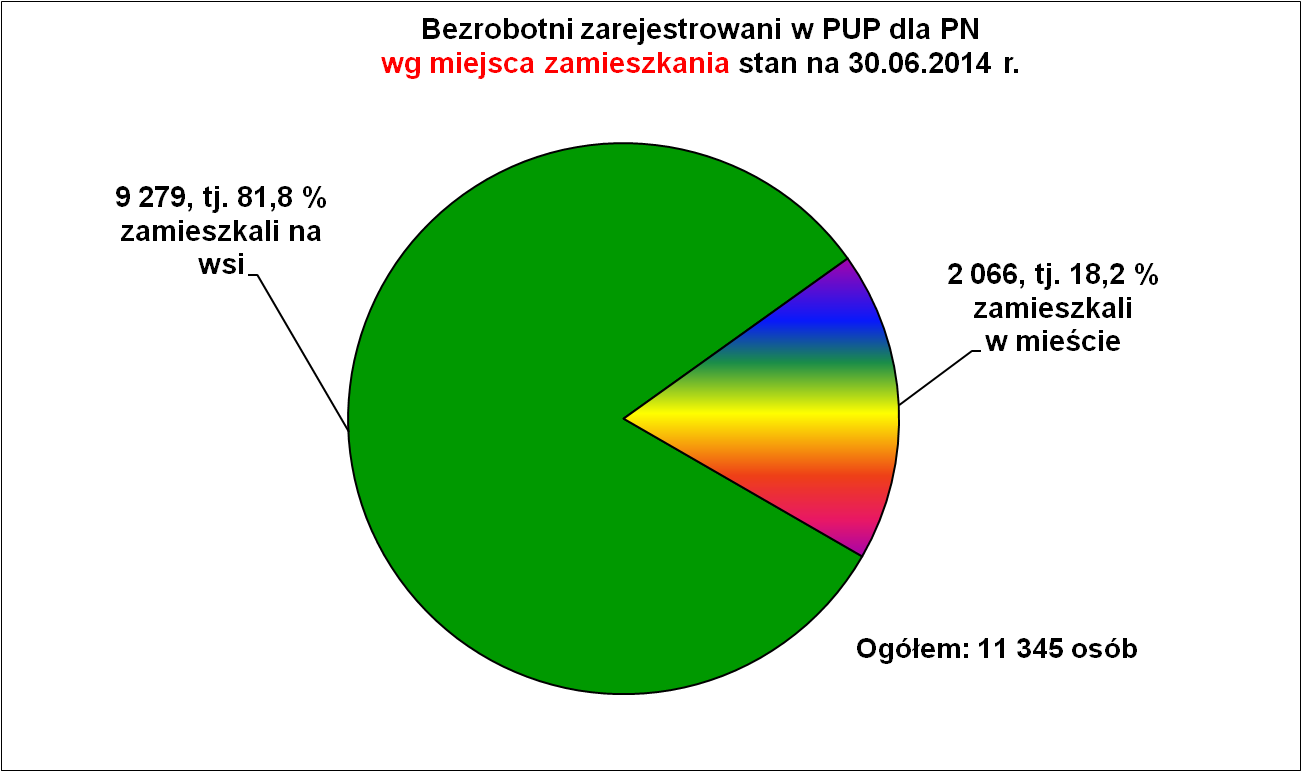 Bezrobotni zarejestrowani w PUP dla PN
wg miejsca zamieszkania stan na 30.06.2014 r.
9 279, tj. 81,8 %
zamieszkali na
wsi
2 066, tj. 18,2 %
zamieszkali
w mieście
Ogółem: 11 345 osób